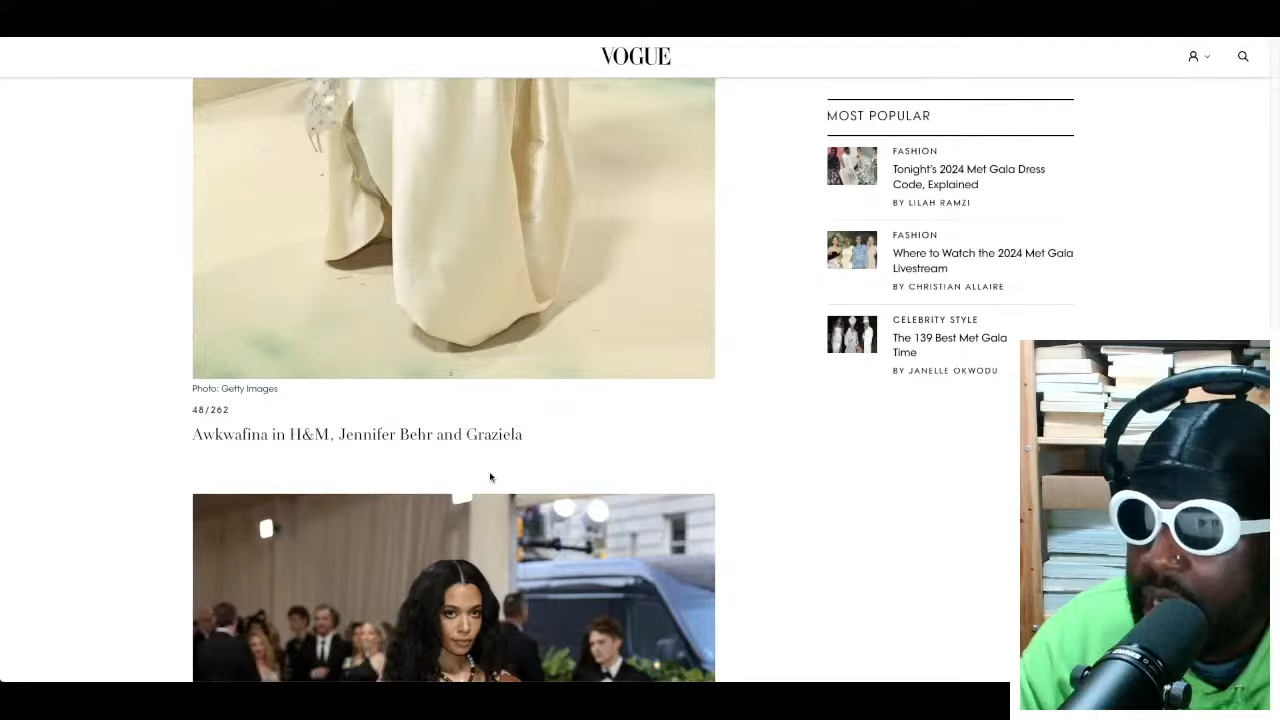 VOGUE
Photo: Getty Images
48/262
Awkwafina in H&M, Jennifer Behr and Graziela
MOST POPULAR
FASHION
Tonight's 2024 Met Gala Dress
Code, Explained
BY LILAH RAMZI
FASHION
Where to Watch the 2024 Met Gala
Livestream
BY CHRISTIAN ALLAIRE
CELEBRITY STYLE
The 139 Best Met Gala
Time
BY JANELLE OKWODU